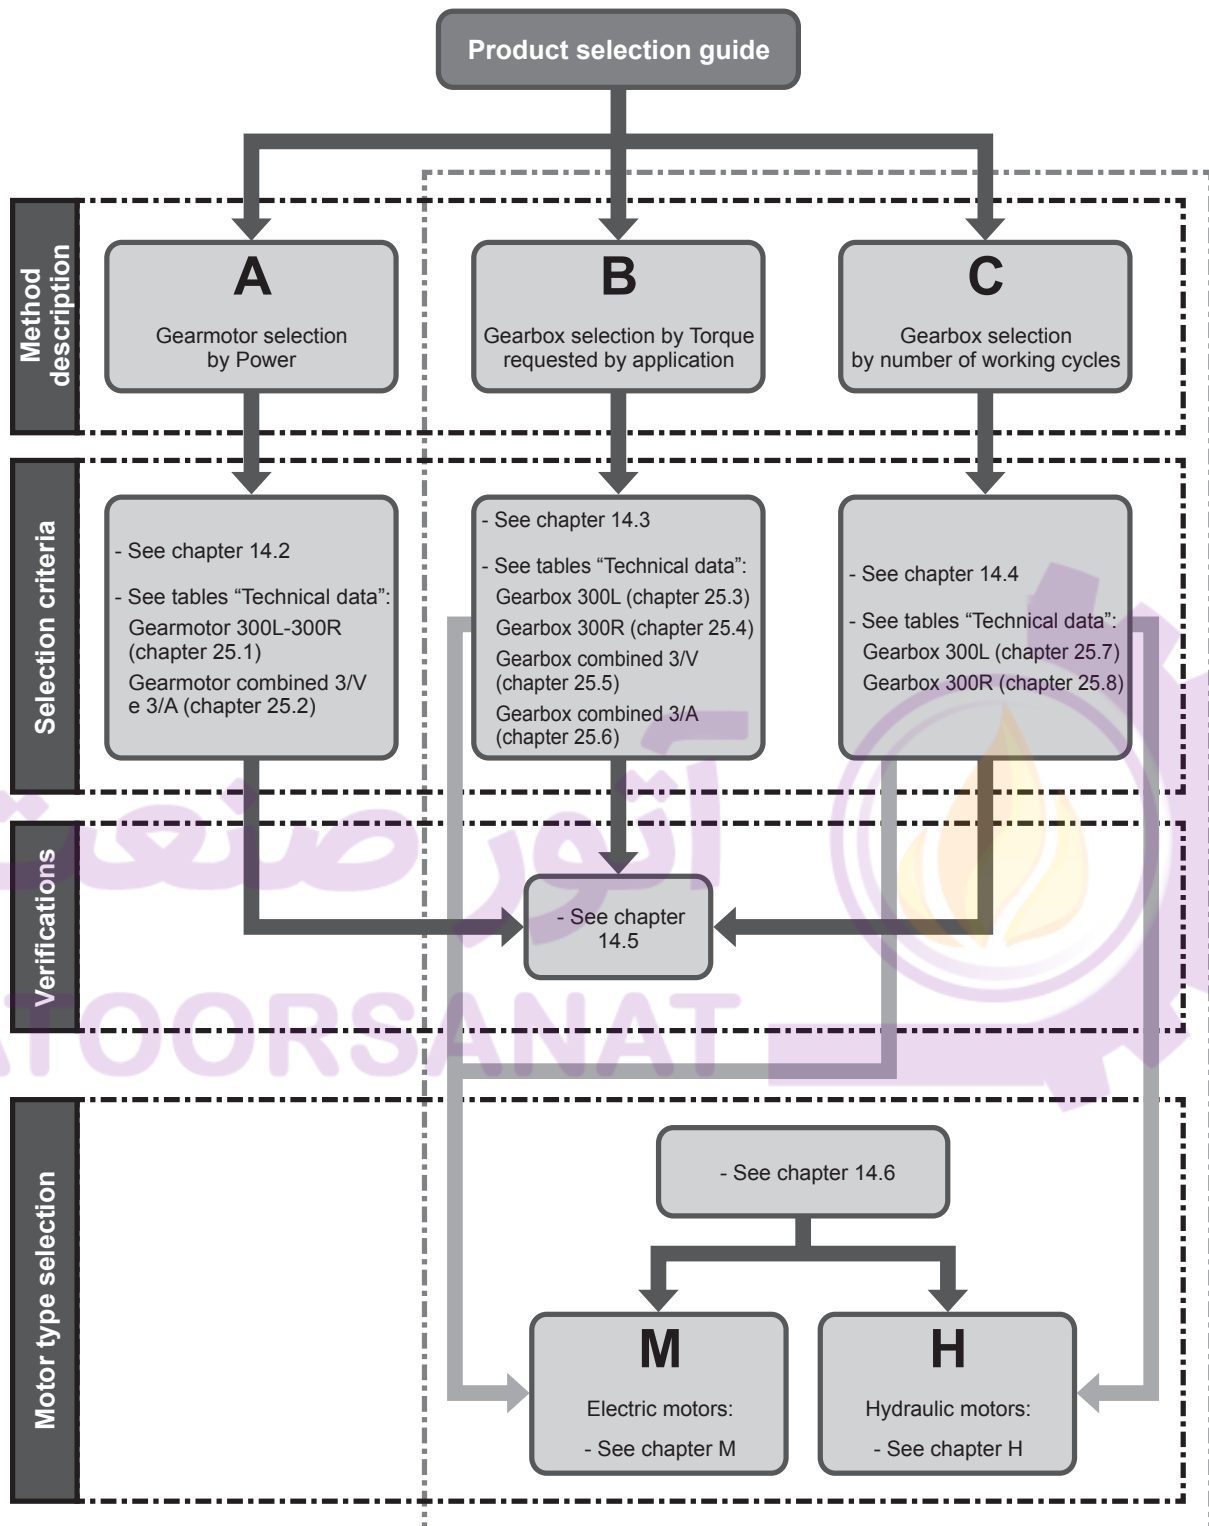 Product selection guide
Method
description
A
Gearmotor selection
by Power
B
Gearbox selection by Torque
requested by application
C
Gearbox selection
by number of working cycles
Selection criteria
- See chapter 14.2
- See tables “Technical data”:
Gearmotor 300L-300R
(chapter 25.1)
Gearmotor combined 3/V
e 3/A (chapter 25.2)
- See chapter 14.3
- See tables “Technical data”:
Gearbox 300L (chapter 25.3)
Gearbox 300R (chapter 25.4)
Gearbox combined 3/V
(chapter 25.5)
Gearbox combined 3/A
(chapter 25.6)
- See chapter 14.4
- See tables “Technical data”:
Gearbox 300L (chapter 25.7)
Gearbox 300R (chapter 25.8)
آتور صنعت
Verifications
- See chapter
14.5
ATOORSANAT
Motor type selection
- See chapter 14.6
M
Electric motors:
- See chapter M
H
Hydraulic motors:
- See chapter H